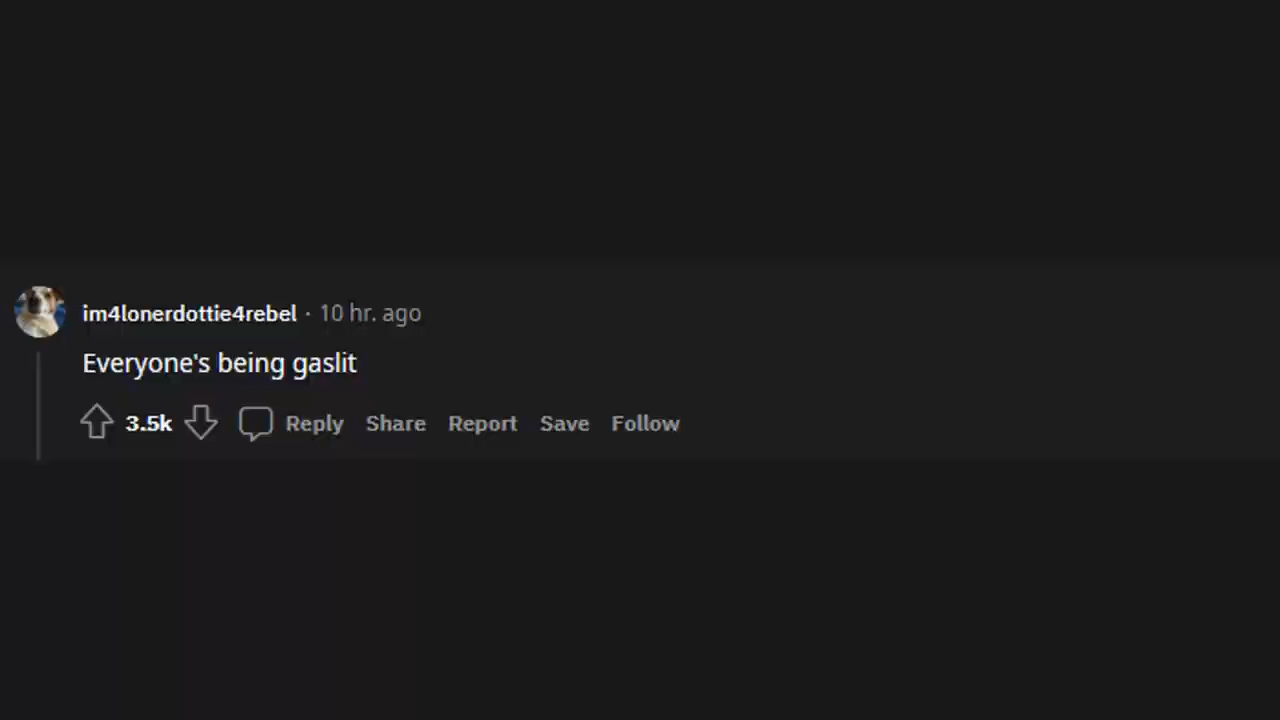 im4lonerdottie4rebel · 10 hr. ago
Everyone's being gaslit
3.5k Reply Share Report Save Follow